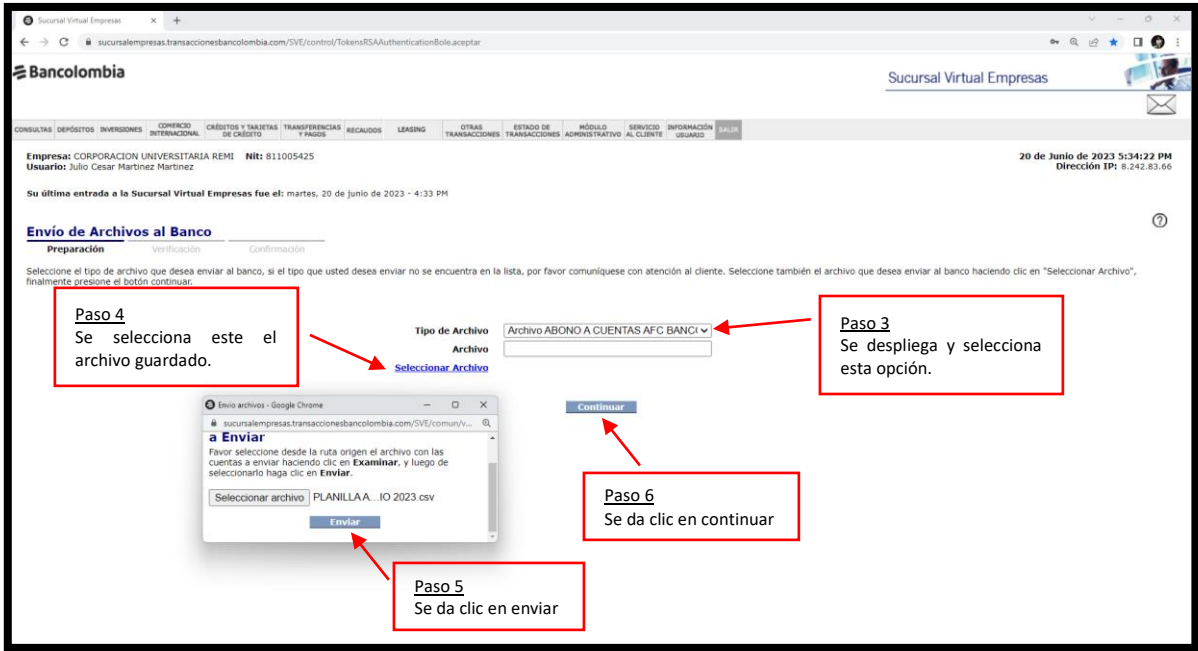 Sucursal Virtual Empresas
sucursalempresas.transaccionesbancolombia.com/SVE/control/TokensRSAAuthenticationBole.aceptar
Bancolombia
Sucursal Virtual Empresas
CONSULTAS DEPÓSITOS INVERSIONES COMERCIO INTERNACIONAL CRÉDITOS Y TARJETAS DE CRÉDITO TRANSFERENCIAS Y PAGOS RECAUDOS LEASING OTRAS TRANSACCIONES ESTADO DE TRANSACCIONES MÓDULO ADMINISTRATIVO SERVICIO AL CLIENTE INFORMACIÓN USUARIO SALIR
Empresa: CORPORACION UNIVERSITARIA REMI Nit: 811005425
Usuario: Julio Cesar Martinez Martinez
20 de Junio de 2023 5:34:22 PM
Dirección IP: 8.242.83.66
Su última entrada a la Sucursal Virtual Empresas fue el: martes, 20 de junio de 2023 - 4:33 PM
Envío de Archivos al Banco
Preparación Verificación Confirmación
Seleccione el tipo de archivo que desea enviar al banco, si el tipo que usted desea enviar no se encuentra en la lista, por favor comuníquese con atención al cliente. Seleccione también el archivo que desea enviar al banco haciendo clic en "Seleccionar Archivo",
finalmente presione el botón continuar.
Paso 4
Se selecciona este el
archivo guardado.
Tipo de Archivo Archivo ABONO A CUENTAS AFC BANC(
Archivo
Seleccionar Archivo
Paso 3
Se despliega y selecciona
esta opción.
Continuar
Envio archivos - Google Chrome
sucursalempresas.transaccionesbancolombia.com/SVE/comun/v...
a Enviar
Favor seleccione desde la ruta origen el archivo con las
cuentas a enviar haciendo clic en Examinar, y luego de
seleccionarlo haga clic en Enviar.
Seleccionar archivo PLANILLA A...IO 2023.csv
Enviar
Paso 6
Se da clic en continuar
Paso 5
Se da clic en enviar